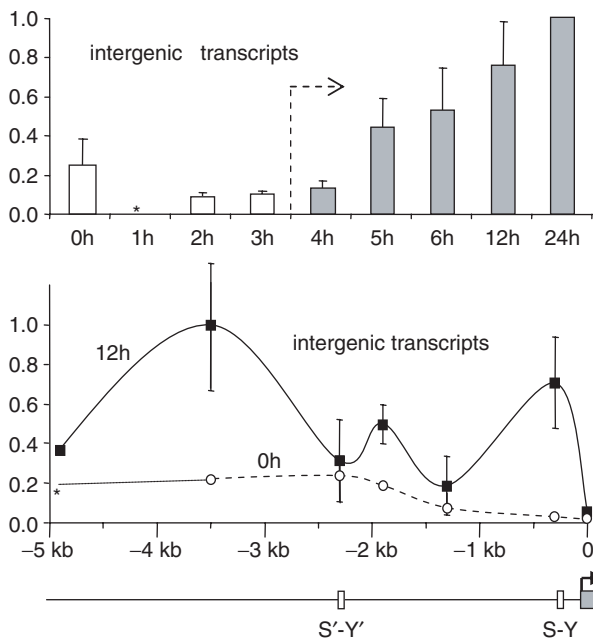 1.0
intergenic transcripts
0.8
0.6
0.4
0.2
0.0
*
0h 1h 2h 3h 4h 5h 6h 12h 24h
1.0
12h
intergenic transcripts
0.8
0.6
0.4
0h
0.2
*
0.0
–5 kb –4 kb –3 kb –2 kb –1 kb 0
S′-Y′ S-Y